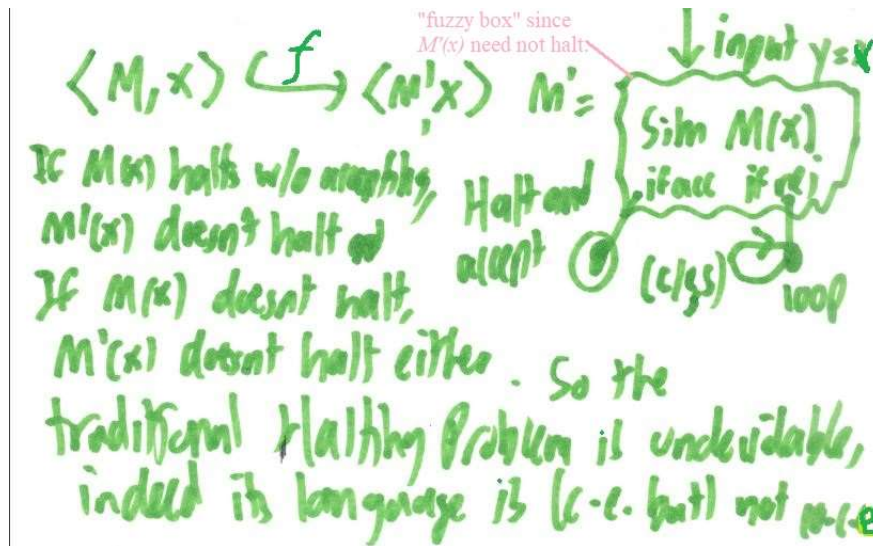 "fuzzy box" since
M'(x) need not halt.
input y = x
⟨M, x⟩ f ⟨M', x⟩ M' =
Sim M(x)
if acc if rej
If M(x) halts w/o accepting,
M'(x) doesn't halt
Halt and
accept
loop
If M(x) doesn't halt,
M'(x) doesn't halt either. So the
traditional Halting Problem is undecidable,
indeed its language is (c.e. but) not